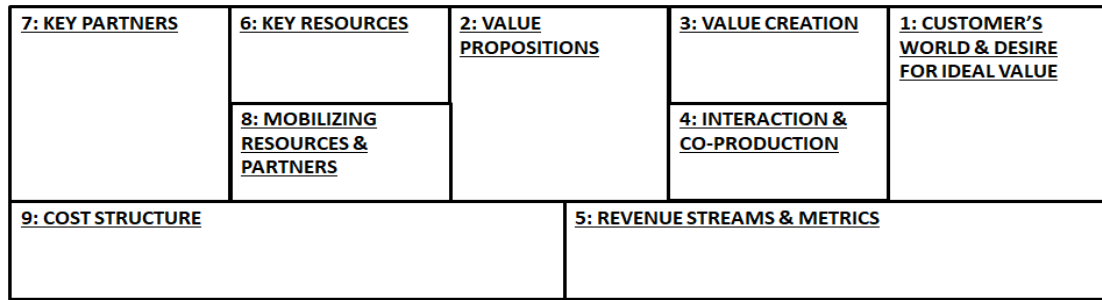 7: KEY PARTNERS
6: KEY RESOURCES
2: VALUE
PROPOSITIONS
3: VALUE CREATION
1: CUSTOMER’S
WORLD & DESIRE
FOR IDEAL VALUE
8: MOBILIZING
RESOURCES &
PARTNERS
4: INTERACTION &
CO-PRODUCTION
9: COST STRUCTURE
5: REVENUE STREAMS & METRICS